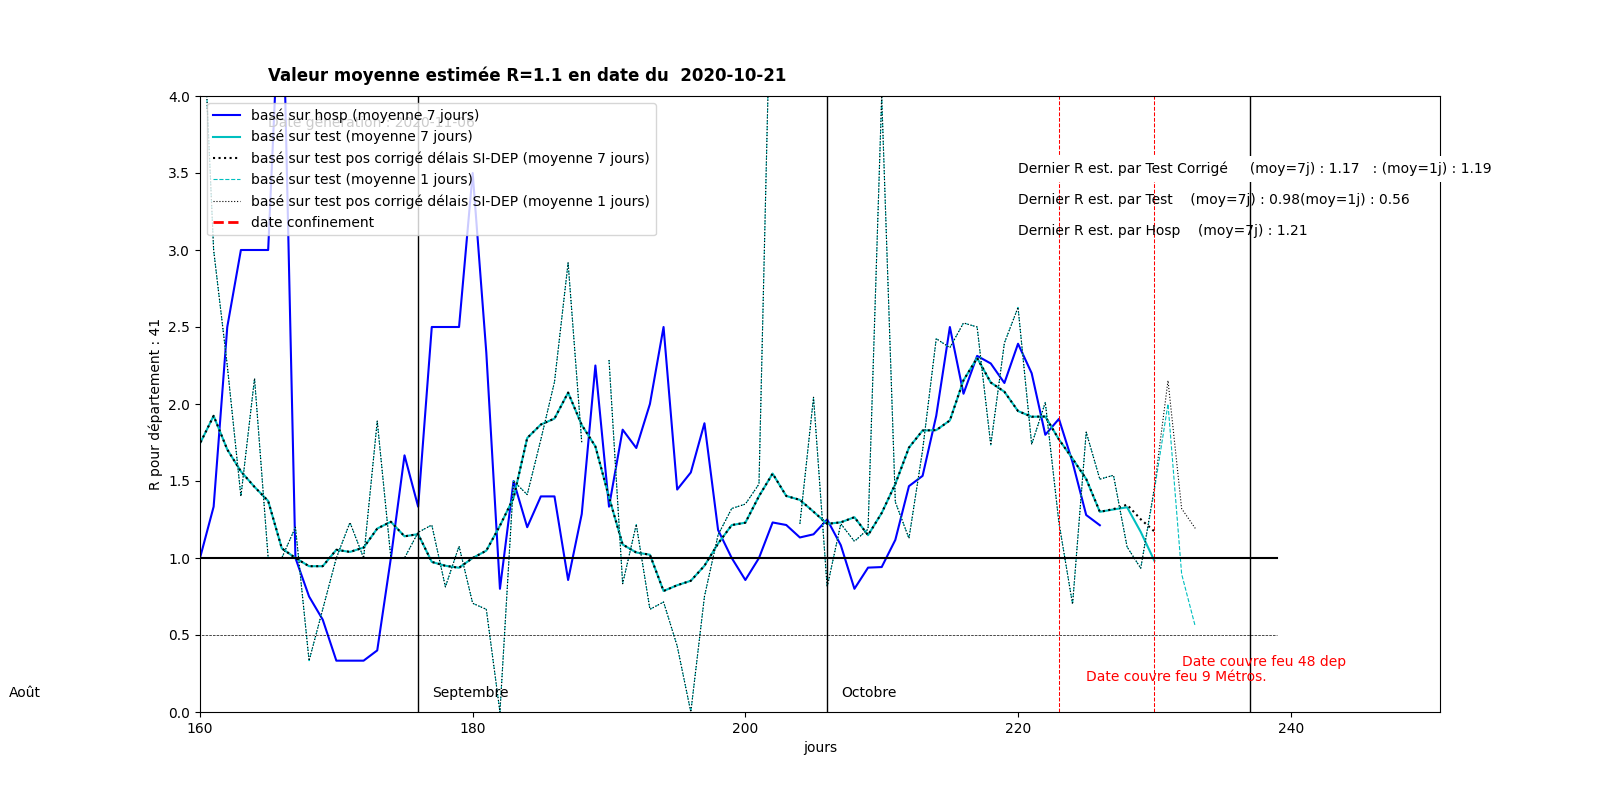 Valeur moyenne estimée R=1.1 en date du  2020-10-21
basé sur hosp (moyenne 7 jours)
basé sur test (moyenne 7 jours)
basé sur test pos corrigé délais SI-DEP (moyenne 7 jours)
basé sur test (moyenne 1 jours)
basé sur test pos corrigé délais SI-DEP (moyenne 1 jours)
date confinement
Dernier R est. par Test Corrigé     (moy=7j) : 1.17   : (moy=1j) : 1.19
Dernier R est. par Test    (moy=7j) : 0.98(moy=1j) : 0.56
Dernier R est. par Hosp    (moy=7j) : 1.21
4.0
3.5
3.0
2.5
2.0
1.5
1.0
0.5
0.0
R pour département : 41
Date couvre feu 48 dep
Date couvre feu 9 Métros.
Août
Septembre
Octobre
160
180
200
220
240
jours